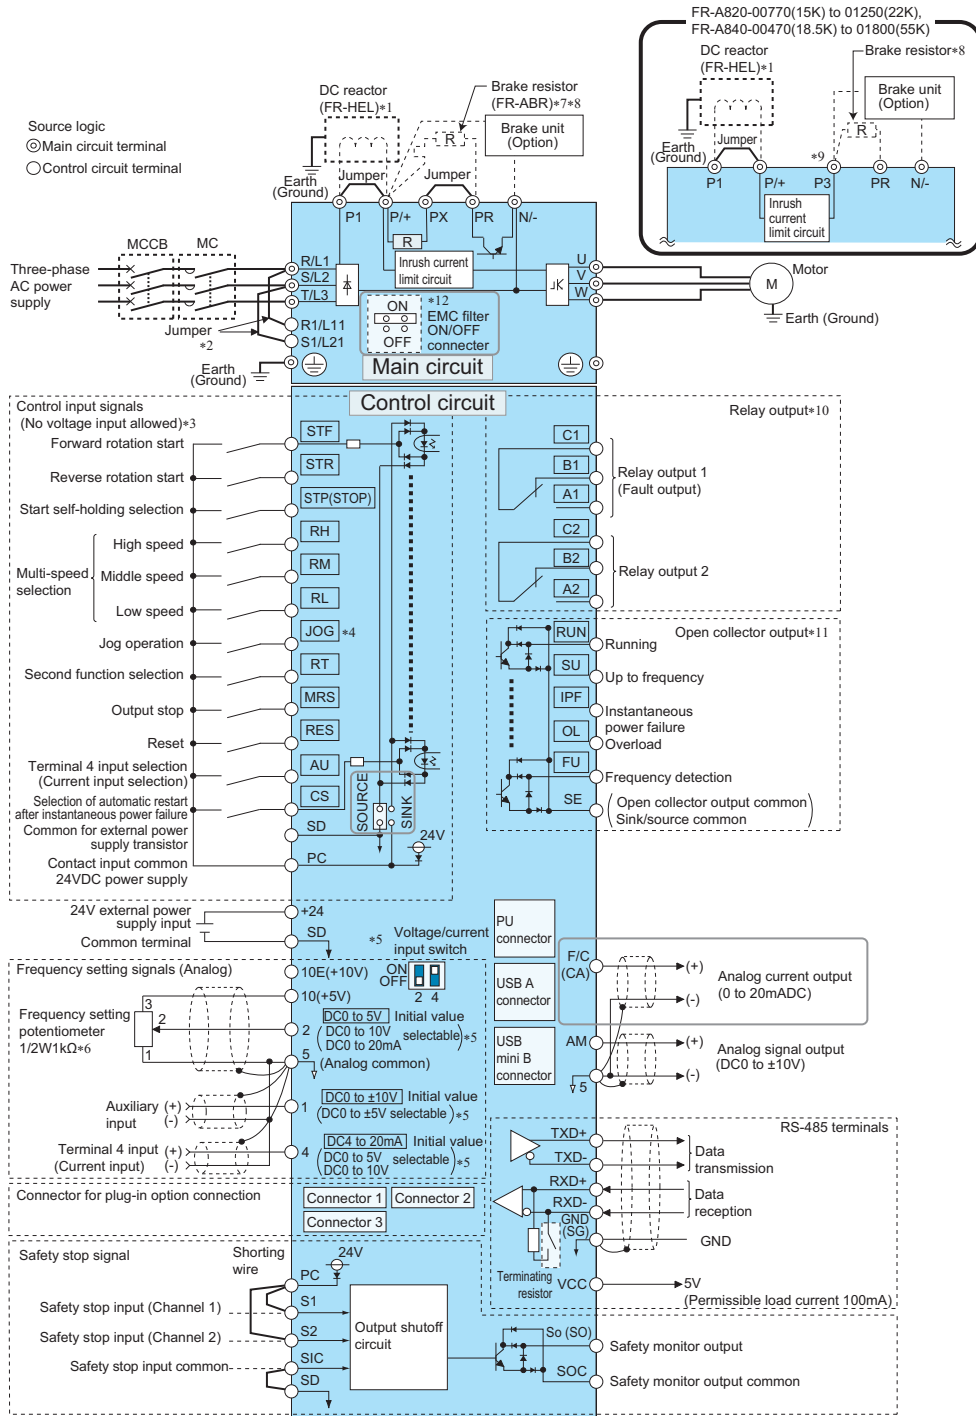 FR-A820-00770(15K) to 01250(22K),
FR-A840-00470(18.5K) to 01800(55K)
DC reactor
(FR-HEL)*1
Brake resistor*8
Brake unit
(Option)
R
Earth
(Ground)
Jumper
*9
P1
P/+
P3
PR
N/-
Inrush
current
limit circuit
Source logic
Main circuit terminal
Control circuit terminal
DC reactor
(FR-HEL)*1
Brake resistor
(FR-ABR)*7*8
Brake unit
(Option)
R
Earth
(Ground)
Jumper
Jumper
P1
P/+
PX
PR
N/-
R
Inrush current
limit circuit
MCCB
MC
Three-phase
AC power
supply
R/L1
S/L2
T/L3
R1/L11
S1/L21
Jumper
*2
Earth
(Ground)
ON
OFF
*12
EMC filter
ON/OFF
connecter
U
V
W
Motor
M
Earth (Ground)
Main circuit
Control circuit
Control input signals
(No voltage input allowed)*3
Forward rotation start
STF
Reverse rotation start
STR
Start self-holding selection
STP(STOP)
Multi-speed
selection
High speed
RH
Middle speed
RM
Low speed
RL
Jog operation
JOG *4
Second function selection
RT
Output stop
MRS
Reset
RES
Terminal 4 input selection
(Current input selection)
AU
Selection of automatic restart
after instantaneous power failure
CS
Common for external power
supply transistor
SD
Contact input common
24VDC power supply
PC
SOURCE
SINK
24V
Relay output*10
C1
B1
A1
Relay output 1
(Fault output)
C2
B2
A2
Relay output 2
Open collector output*11
RUN
Running
SU
Up to frequency
IPF
Instantaneous
power failure
OL
Overload
FU
Frequency detection
SE
Open collector output common
Sink/source common
24V external power
supply input
+24
Common terminal
SD
*5 Voltage/current
input switch
ON
OFF
2 4
Frequency setting signals (Analog)
10E(+10V)
10(+5V)
Frequency setting
potentiometer
1/2W1kΩ*6
3
2
1
2
DC0 to 5V Initial value
DC0 to 10V
DC0 to 20mA
selectable *5
5
(Analog common)
Auxiliary
input
(+)
(-)
1
DC0 to ±10V Initial value
(DC0 to ±5V selectable) *5
Terminal 4 input
(Current input)
(+)
(-)
4
DC4 to 20mA Initial value
DC0 to 5V
DC0 to 10V
selectable *5
PU
connector
USB A
connector
USB
mini B
connector
F/C
(CA)
(+)
(-)
Analog current output
(0 to 20mADC)
AM
5
(+)
(-)
Analog signal output
(DC0 to ±10V)
Connector for plug-in option connection
Connector 1
Connector 2
Connector 3
RS-485 terminals
TXD+
TXD-
Data
transmission
RXD+
RXD-
Data
reception
GND
(SG)
GND
Terminating
resistor
VCC
5V
(Permissible load current 100mA)
Safety stop signal
Shorting
wire
24V
PC
Safety stop input (Channel 1)
S1
Safety stop input (Channel 2)
S2
Safety stop input common
SIC
SD
Output shutoff
circuit
So (SO)
Safety monitor output
SOC
Safety monitor output common